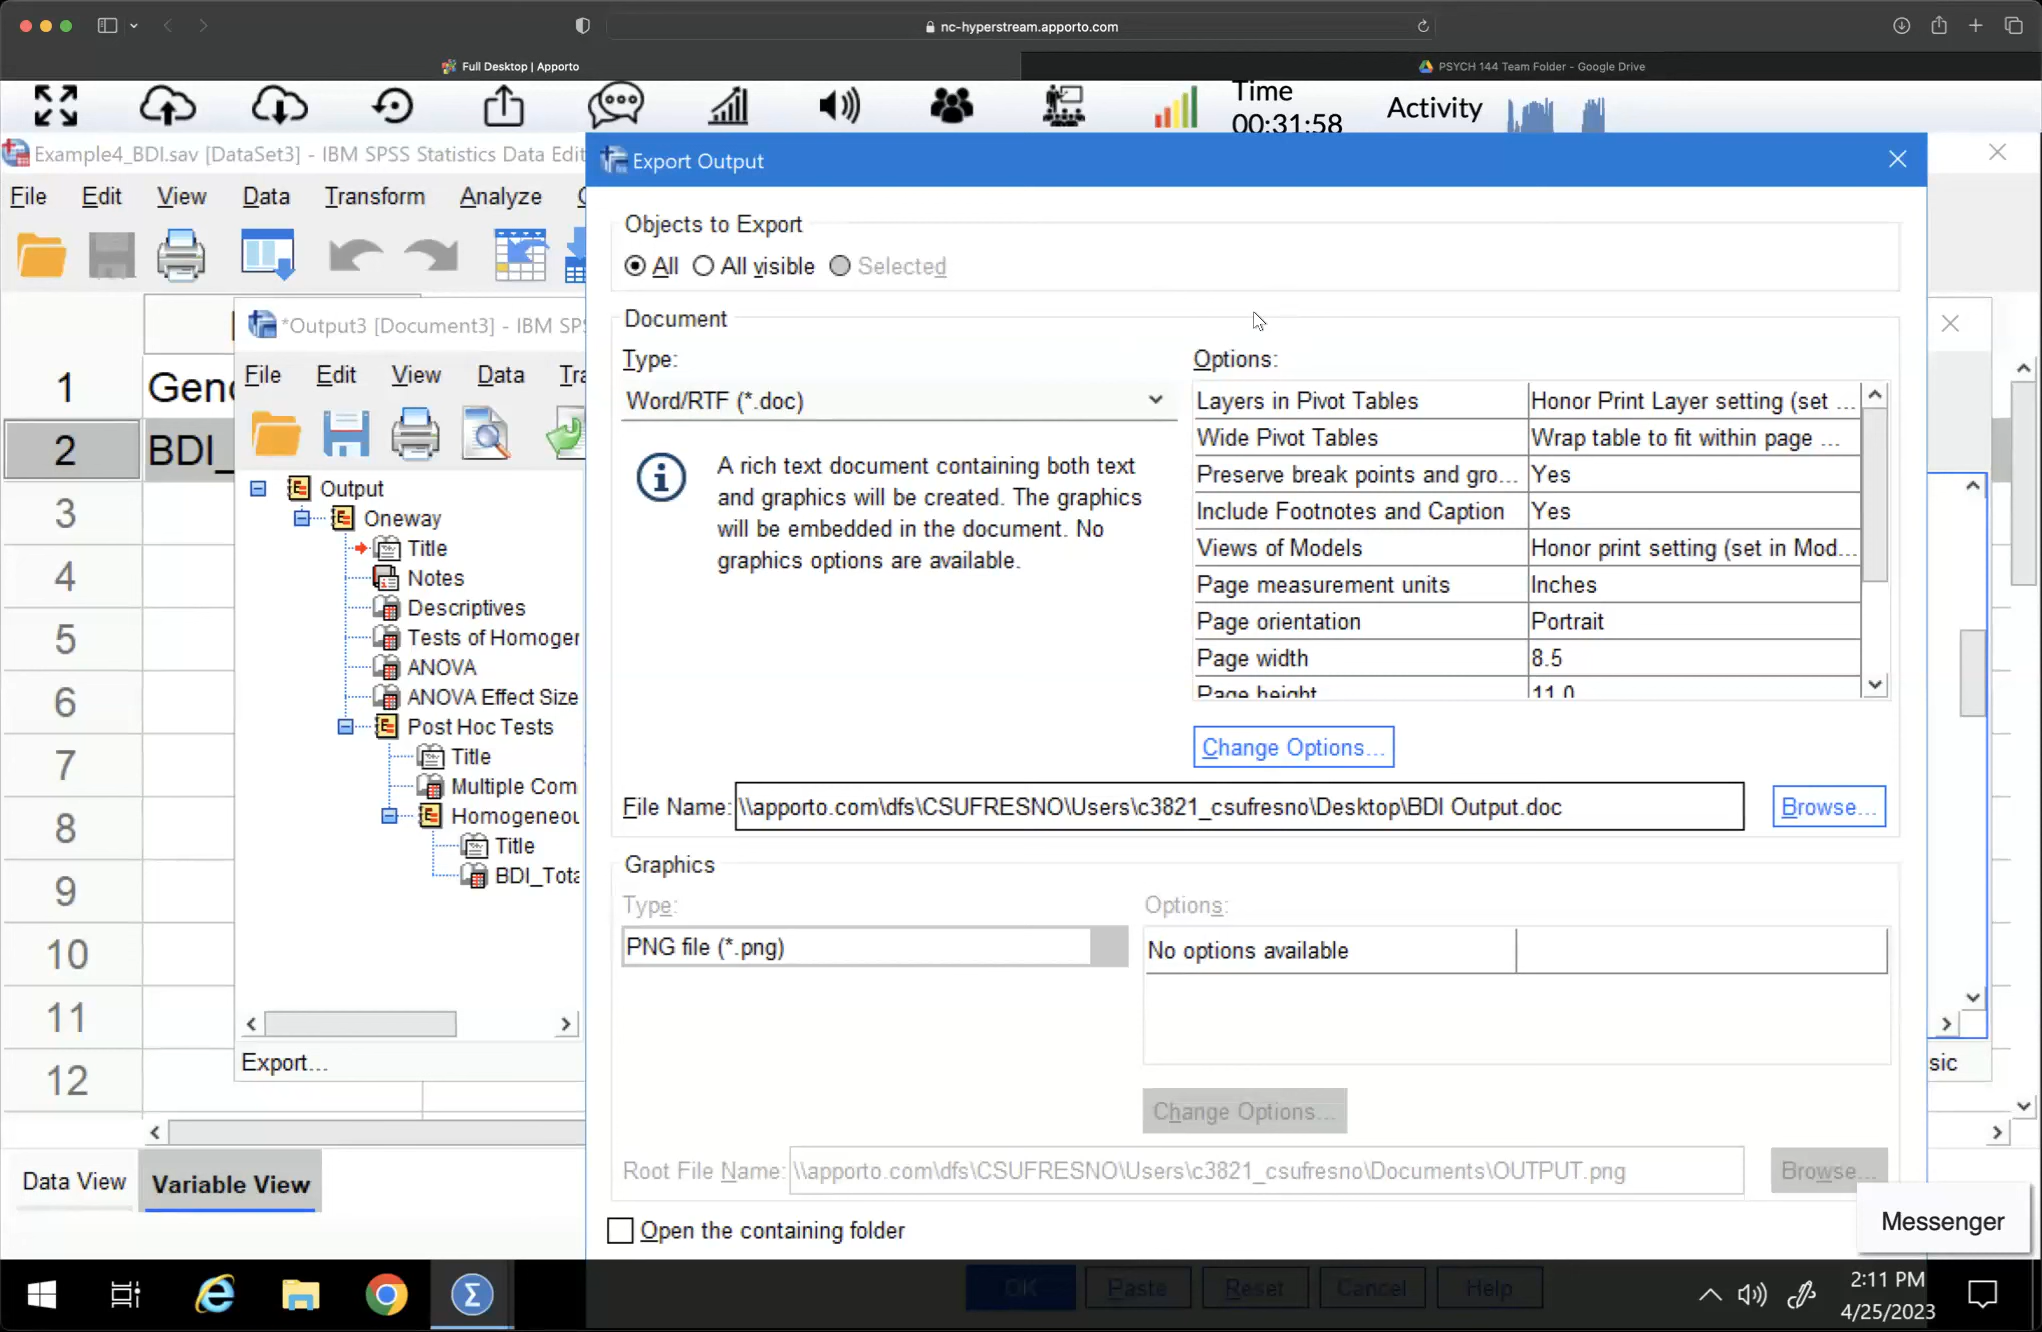 nc-hyperstream.apporto.com
Full Desktop | Apporto
PSYCH 144 Team Folder - Google Drive
Time
00:31:58
Activity
Example4_BDI.sav [DataSet3] - IBM SPSS Statistics Data Edit
File Edit View Data Transform Analyze
Export Output
Objects to Export
All All visible Selected
Document
Type:
Word/RTF (*.doc)
A rich text document containing both text
and graphics will be created. The graphics
will be embedded in the document. No
graphics options are available.
Options:
Layers in Pivot Tables Honor Print Layer setting (set ...
Wide Pivot Tables Wrap table to fit within page ...
Preserve break points and gro... Yes
Include Footnotes and Caption Yes
Views of Models Honor print setting (set in Mod...
Page measurement units Inches
Page orientation Portrait
Page width 8.5
Page height 11.0
Change Options...
File Name: \\apporto.com\dfs\CSUFRESNO\Users\c3821_csufresno\Desktop\BDI Output.doc
Browse...
Graphics
Type:
PNG file (*.png)
Options:
No options available
Change Options...
Root File Name: \\apporto.com\dfs\CSUFRESNO\Users\c3821_csufresno\Documents\OUTPUT.png
Browse...
Open the containing folder
OK Paste Reset Cancel Help
*Output3 [Document3] - IBM SPS
File Edit View Data Tra
Output
Oneway
Title
Notes
Descriptives
Tests of Homoger
ANOVA
ANOVA Effect Size
Post Hoc Tests
Title
Multiple Com
Homogeneou
Title
BDI_Tota
Export...
1 Gend
2 BDI_
3
4
5
6
7
8
9
10
11
12
Data View Variable View
sic
Messenger
2:11 PM
4/25/2023